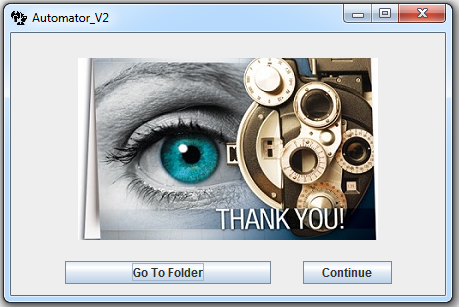 Automator_V2
THANK YOU!
Go To Folder
Continue